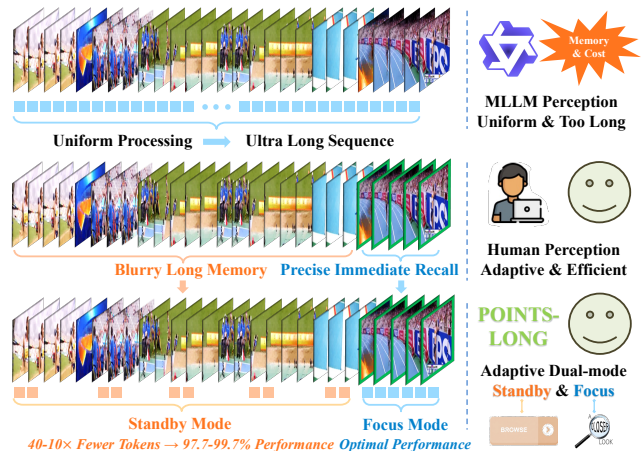 Memory
& Cost
MLLM Perception
Uniform & Too Long
Uniform Processing
Ultra Long Sequence
Human Perception
Adaptive & Efficient
Blurry Long Memory
Precise Immediate Recall
POINTS-
LONG
Adaptive Dual-mode
Standby & Focus
BROWSE
A
CLOSER
LOOK
Standby Mode
Focus Mode
40-10× Fewer Tokens → 97.7-99.7% Performance
Optimal Performance